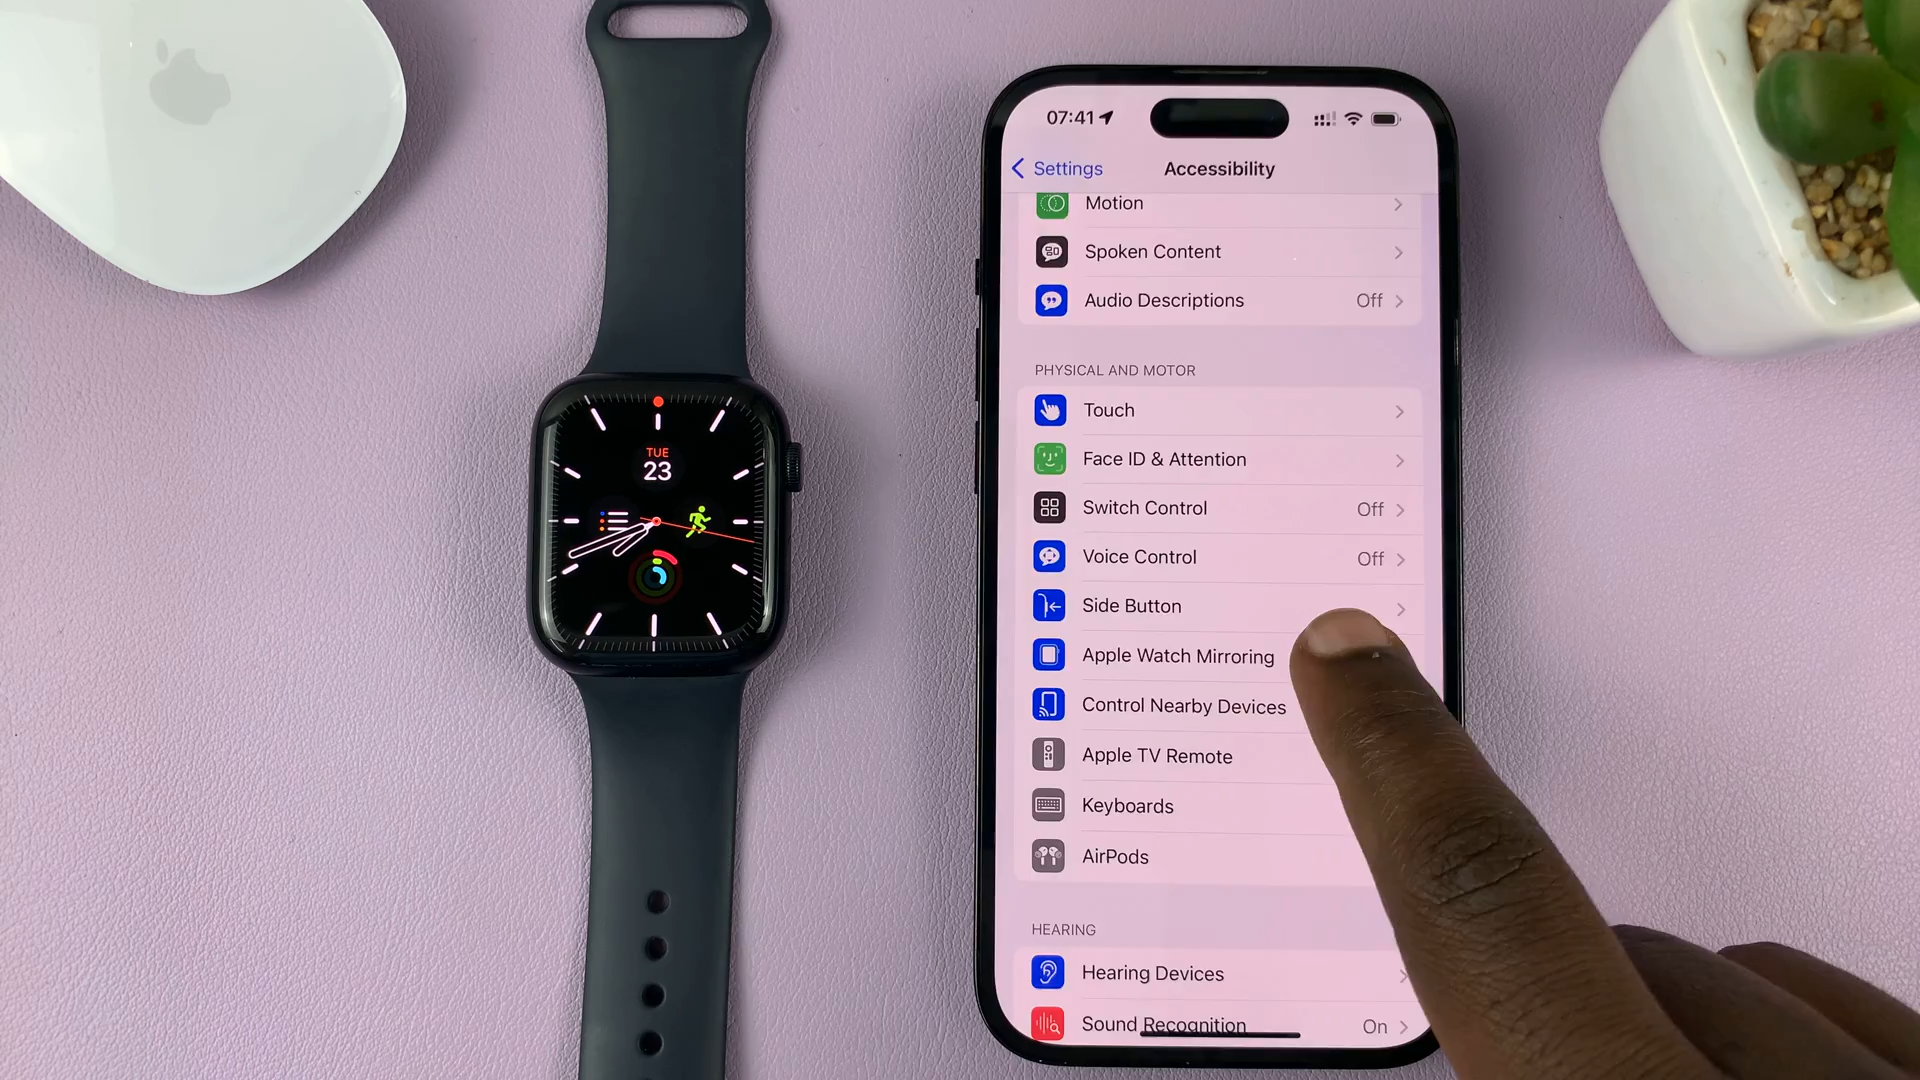 TUE
23
07:41
Settings
Accessibility
Motion
Spoken Content
Audio Descriptions Off
PHYSICAL AND MOTOR
Touch
Face ID & Attention
Switch Control Off
Voice Control Off
Side Button
Apple Watch Mirroring
Control Nearby Devices
Apple TV Remote
Keyboards
AirPods
HEARING
Hearing Devices
Sound Recognition On